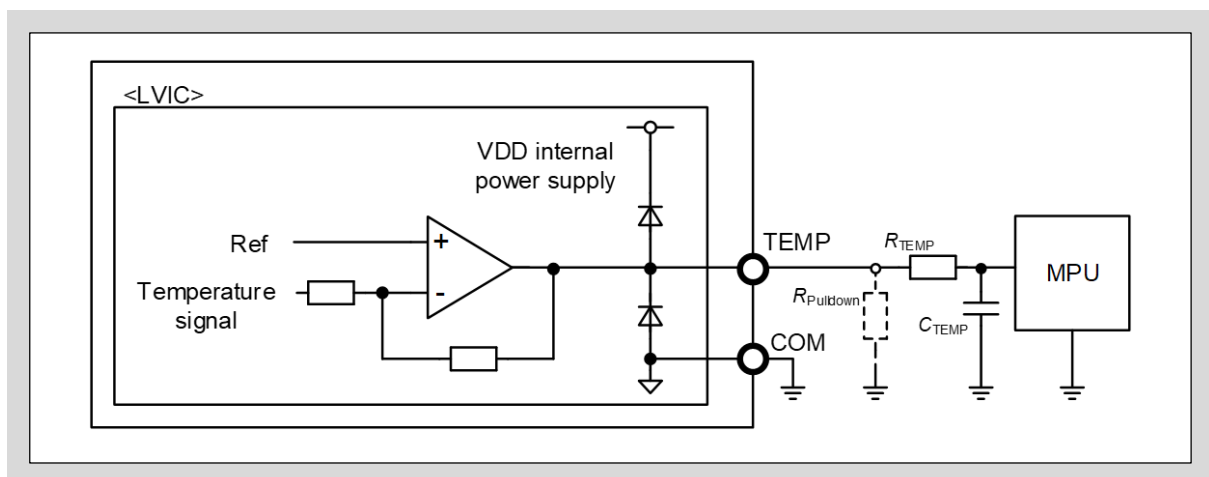 <LVIC>
VDD internal
power supply
Ref
+
Temperature
signal
-
TEMP
COM
RTEMP
RPulldown
CTEMP
MPU